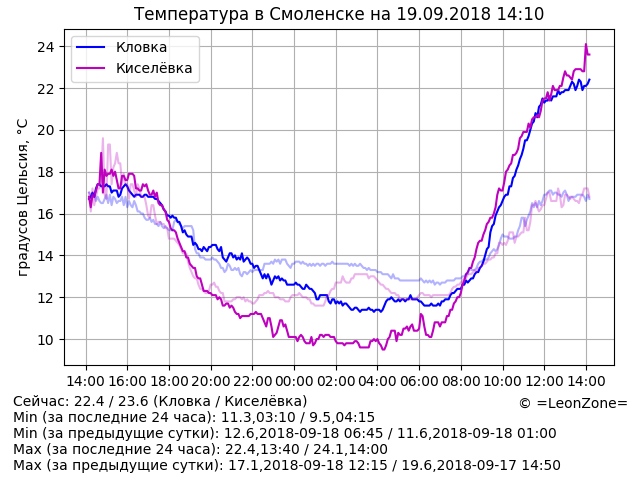 Температура в Смоленске на 19.09.2018 14:10
Кловка
Киселёвка
градусов Цельсия, °C
24
22
20
18
16
14
12
10
14:00 16:00 18:00 20:00 22:00 00:00 02:00 04:00 06:00 08:00 10:00 12:00 14:00
Сейчас: 22.4 / 23.6 (Кловка / Киселёвка)
© =LeonZone=
Min (за последние 24 часа): 11.3,03:10 / 9.5,04:15
Min (за предыдущие сутки): 12.6,2018-09-18 06:45 / 11.6,2018-09-18 01:00
Max (за последние 24 часа): 22.4,13:40 / 24.1,14:00
Max (за предыдущие сутки): 17.1,2018-09-18 12:15 / 19.6,2018-09-17 14:50